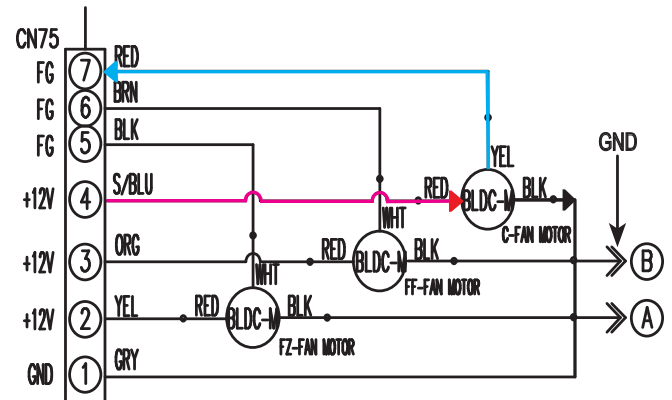 CN75
FG 7 RED
FG 6 BRN
FG 5 BLK
YEL
GND
+12V 4 S/BLU RED BLDC-M BLK
WHT
C-FAN MOTOR
+12V 3 ORG RED BLDC-M BLK B
WHT
FF-FAN MOTOR
+12V 2 YEL RED BLDC-M BLK A
FZ-FAN MOTOR
GND 1 GRY